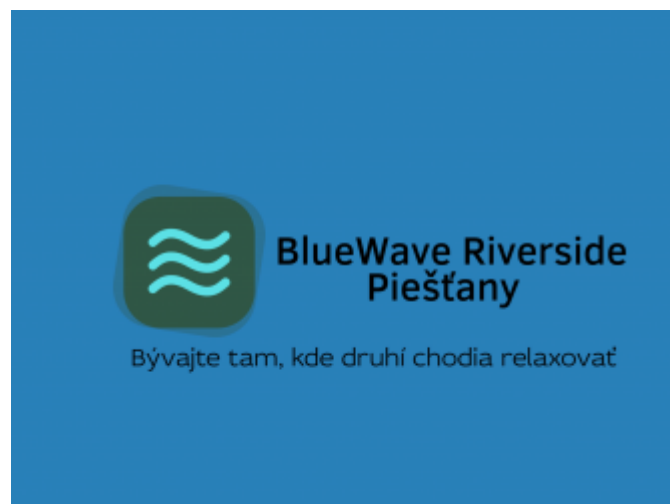 BlueWave Riverside
Piešťany
Bývajte tam, kde druhí chodia relaxovať